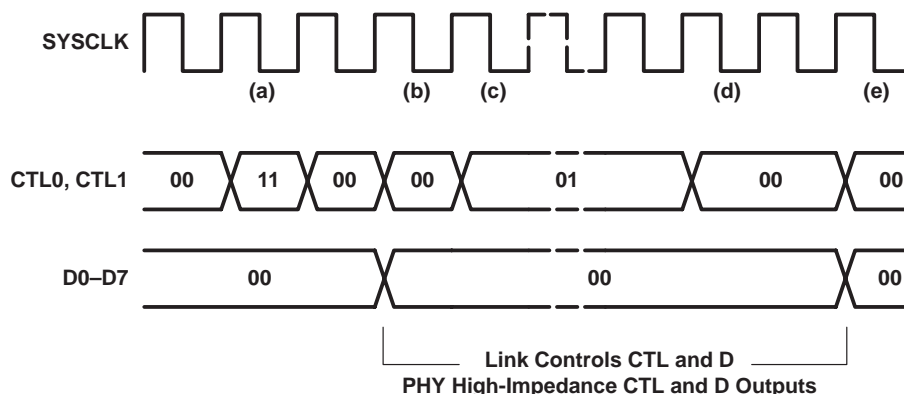 SYSCLK
(a) (b) (c) (d) (e)
CTL0, CTL1 00 11 00 00 01 00 00
D0–D7 00 00 00
Link Controls CTL and D
PHY High-Impedance CTL and D Outputs